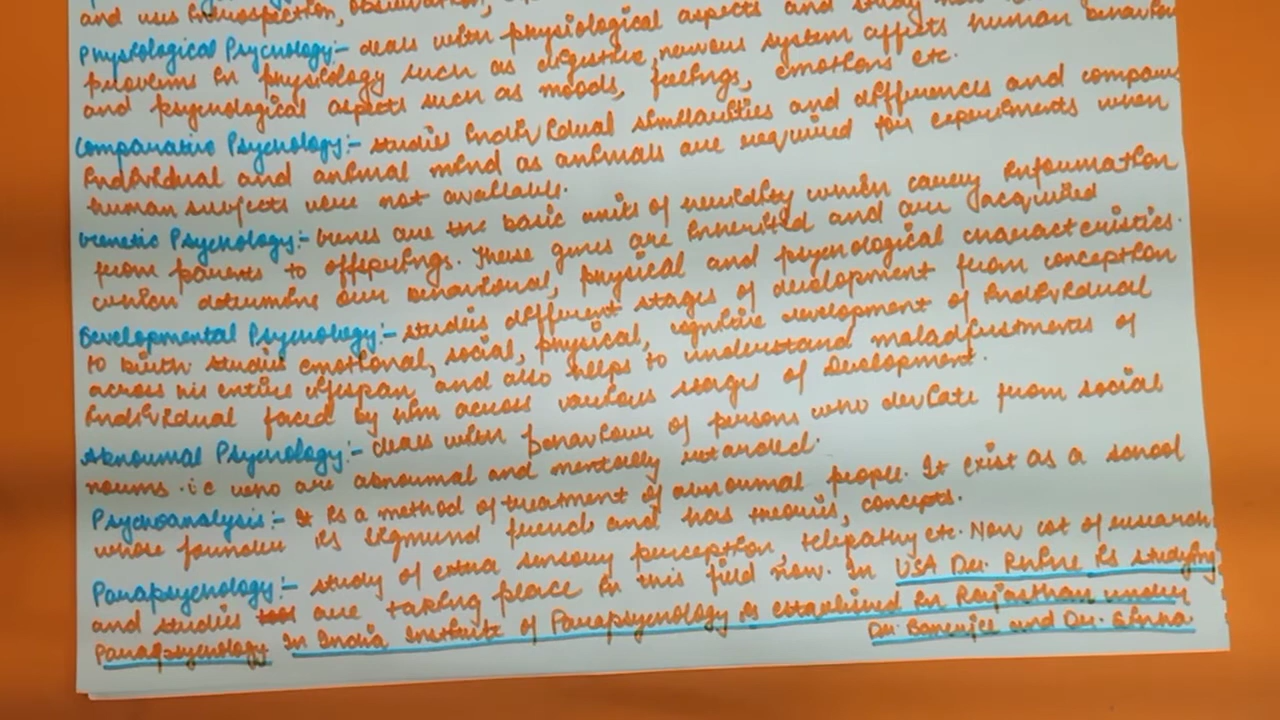 and uses introspection, observation,
Physiological Psychology:- deals with physiological aspects and study how
problems in physiology such as digestive, nervous system affects human behaviour
and psychological aspects such as moods, feelings, emotions etc.
Comparative Psychology:- studies individual similarities and differences and compares
individual and animal mind as animals are required for experiments when
human subjects were not available.
Genetic Psychology:- Genes are the basic units of heredity which carry information
from parents to offsprings. These genes are inherited and are acquired
which determine our behavioral, physical and psychological characteristics.
Developmental Psychology:- studies different stages of development from conception
to birth studies emotional, social, physical, cognitive development of individual
across his entire lifespan, and also helps to understand maladjustments of
individual faced by him across various stages of Development.
Abnormal Psychology:- deals with behaviour of persons who deviate from social
norms. i.e who are abnormal and mentally retarded.
Psychoanalysis:- It is a method of treatment of abnormal people. It exist as a school
whose founder is sigmund freud and has theories, concepts.
Parapsychology:- study of extra sensory perception, telepathy etc. Now lot of research
and studies are taking place in this field now. In USA Dr. Rhine is studying
Parapsychology In India Institute of Parapsychology is established in Rajasthan under
Dr. Banerjee and Dr. Sinha